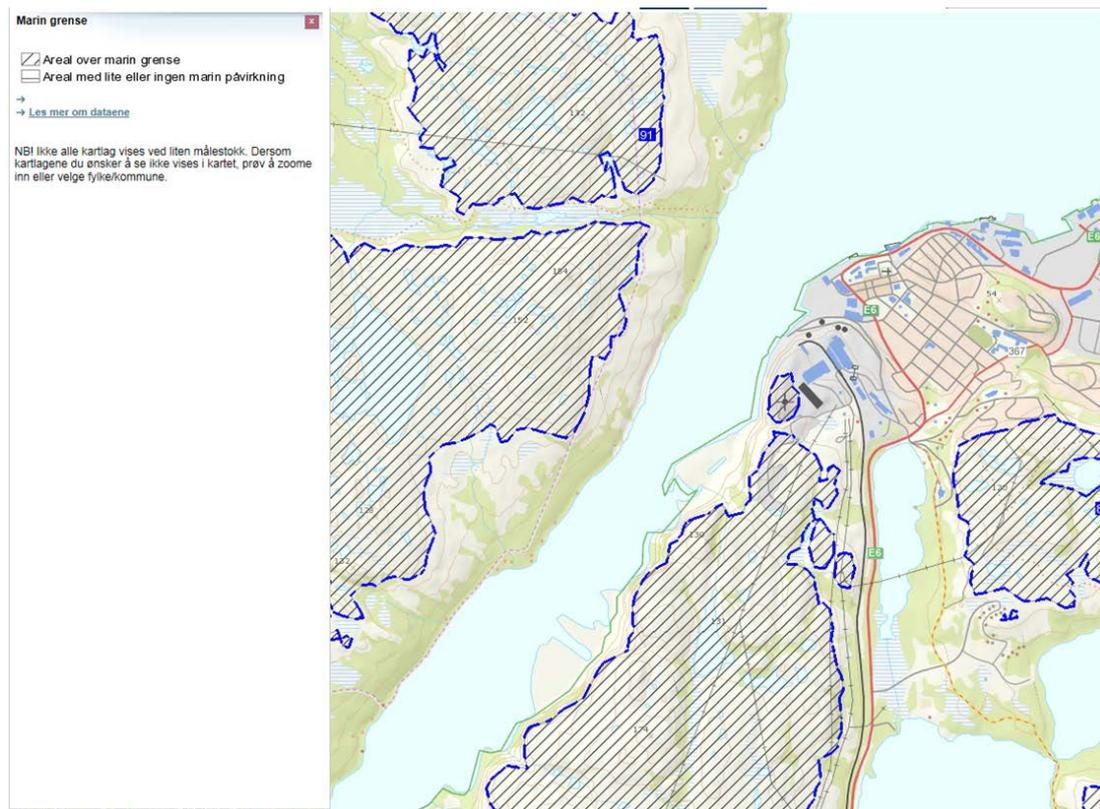 Marin grense
x
Areal over marin grense
Areal med lite eller ingen marin påvirkning
Les mer om dataene
NB! Ikke alle kartlag vises ved liten målestokk. Dersom
kartlagene du ønsker å se ikke vises i kartet, prøv å zoome
inn eller velge fylke/kommune.
91
E6
E6
54
367
E6